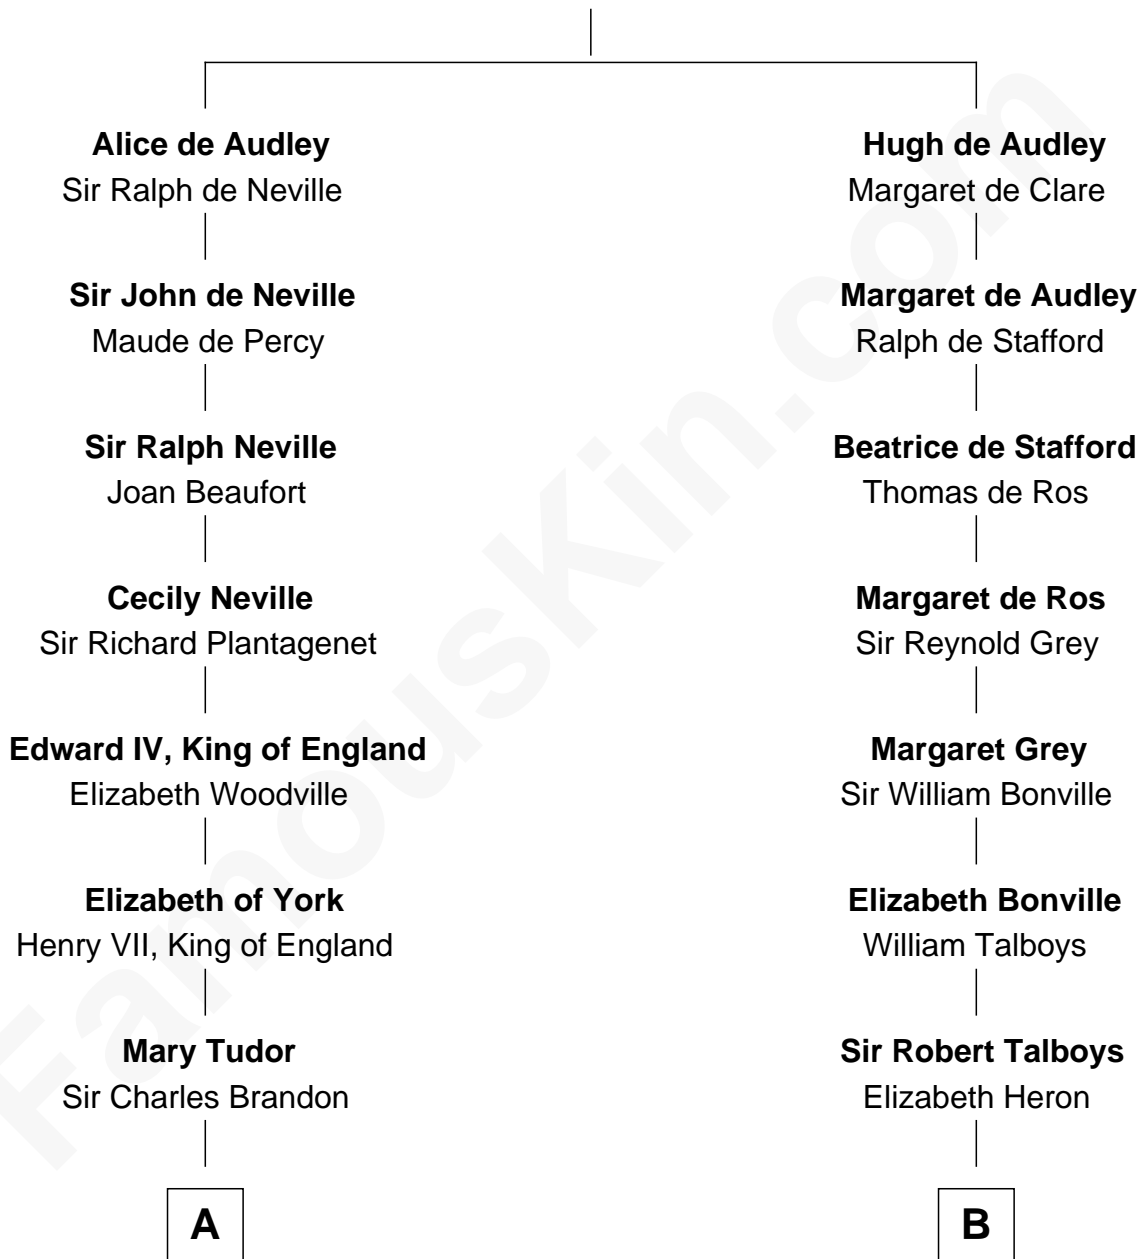 Alice de Audley
Sir Ralph de Neville
Sir John de Neville
Maude de Percy
Sir Ralph Neville
Joan Beaufort
Cecily Neville
Sir Richard Plantagenet
Edward IV, King of England
Elizabeth Woodville
Elizabeth of York
Henry VII, King of England
Mary Tudor
Sir Charles Brandon
A
Hugh de Audley
Margaret de Clare
Margaret de Audley
Ralph de Stafford
Beatrice de Stafford
Thomas de Ros
Margaret de Ros
Sir Reynold Grey
Margaret Grey
Sir William Bonville
Elizabeth Bonville
William Talboys
Sir Robert Talboys
Elizabeth Heron
B
FamousKin.com